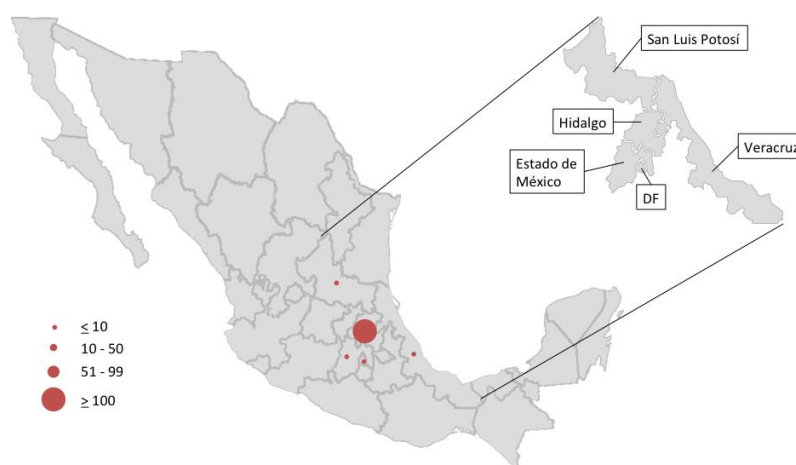 San Luis Potosí
Hidalgo
Veracruz
Estado de
México
DF
≤ 10
10 - 50
51 - 99
≥ 100